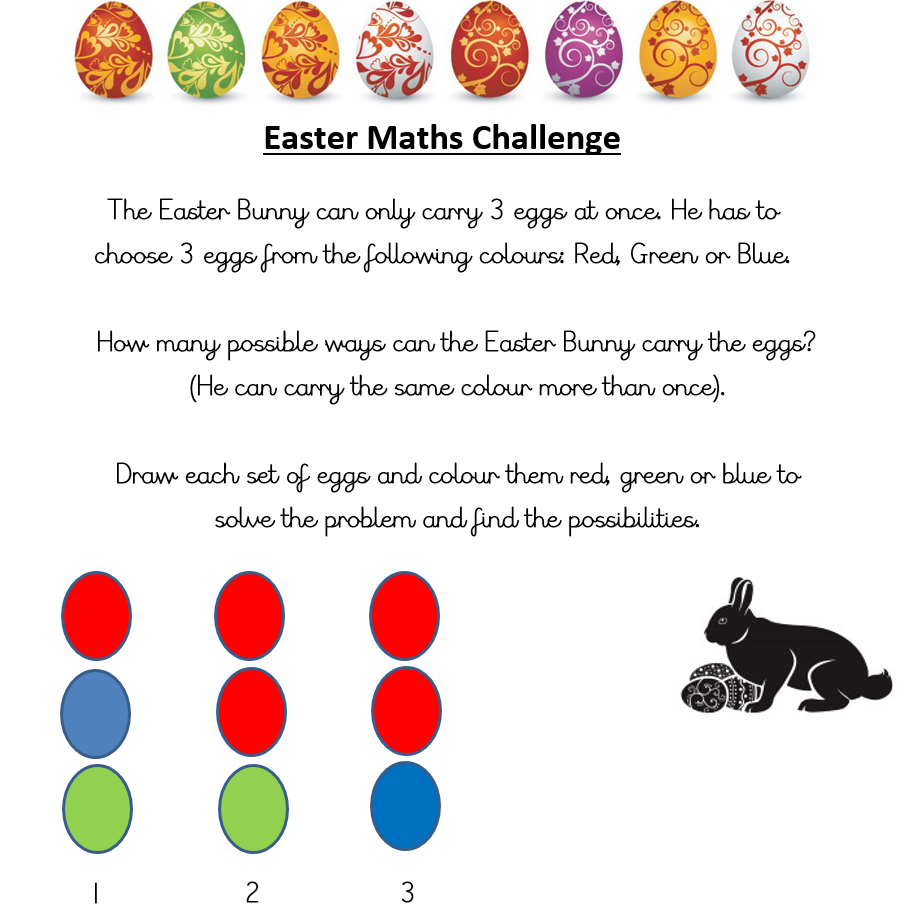 Easter Maths Challenge
The Easter Bunny can only carry 3 eggs at once. He has to
choose 3 eggs from the following colours: Red, Green or Blue.
How many possible ways can the Easter Bunny carry the eggs?
(He can carry the same colour more than once).
Draw each set of eggs and colour them red, green or blue to
solve the problem and find the possibilities.
1 2 3